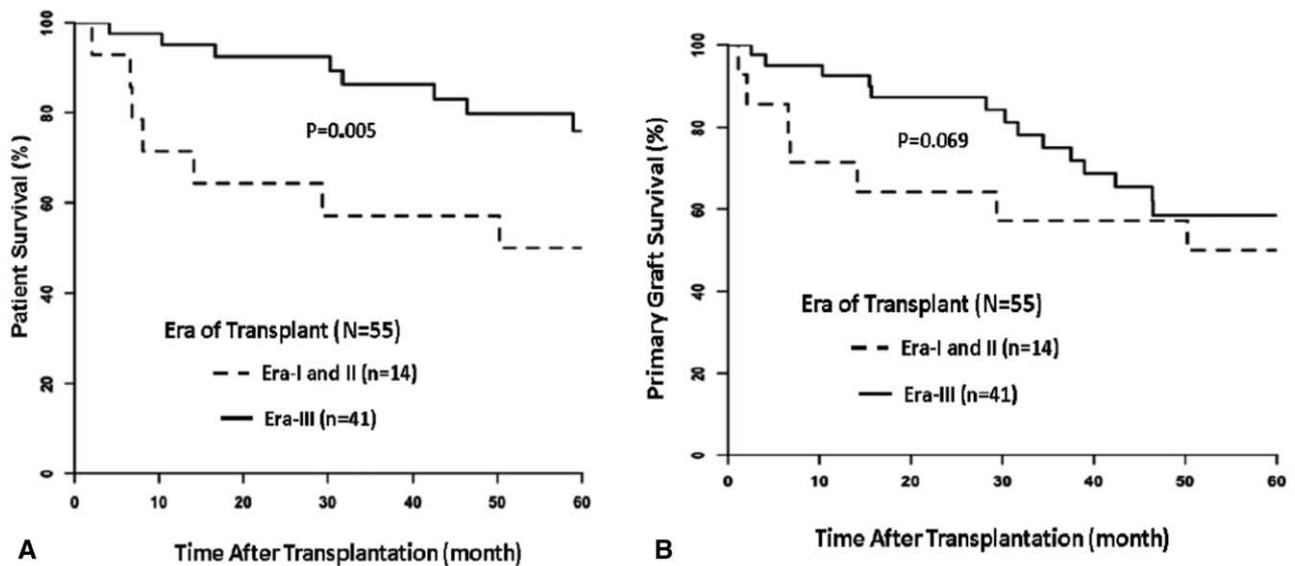 100
80
60
40
20
0
Patient Survival (%)
P=0.005
Era of Transplant (N=55)
Era-I and II (n=14)
Era-III (n=41)
0 10 20 30 40 50 60
A
Time After Transplantation (month)
100
80
60
40
20
0
Primary Graft Survival (%)
P=0.069
Era of Transplant (N=55)
Era-I and II (n=14)
Era-III (n=41)
0 10 20 30 40 50 60
B
Time After Transplantation (month)